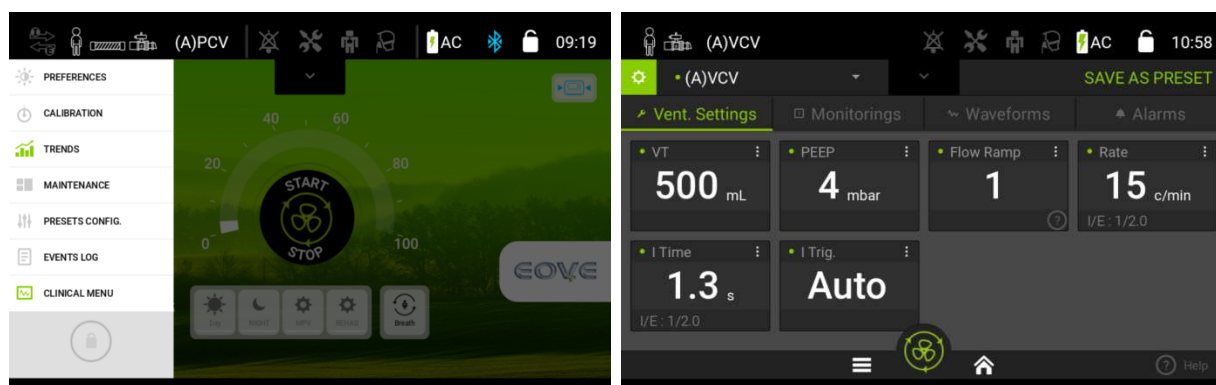 (A)PCV AC 09:19
PREFERENCES
CALIBRATION
TRENDS
MAINTENANCE
PRESETS CONFIG.
EVENTS LOG
CLINICAL MENU
40 60
20 80
0 100
START
STOP
EOVE
Day NIGHT MPV REHAB Breath
(A)VCV AC 10:58
(A)VCV SAVE AS PRESET
Vent. Settings Monitorings Waveforms Alarms
VT PEEP Flow Ramp Rate
500 mL 4 mbar 1 15 c/min
? I/E : 1/2.0
I Time I Trig.
1.3 s Auto
I/E : 1/2.0
? Help